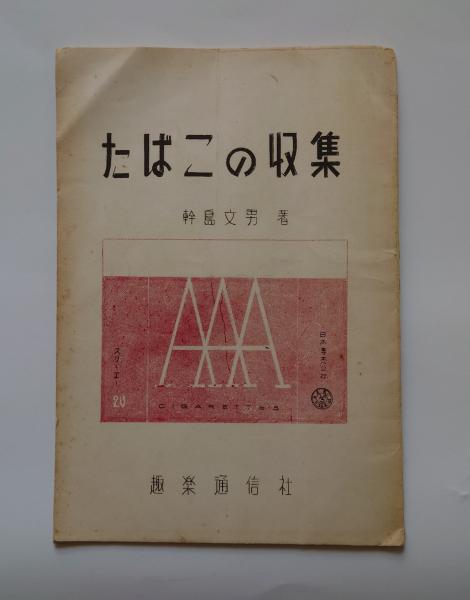 たばこの収集
幹島文男 著
AAA
スリーエー
20
CIGARETTES
日本専売公社
趣楽通信社